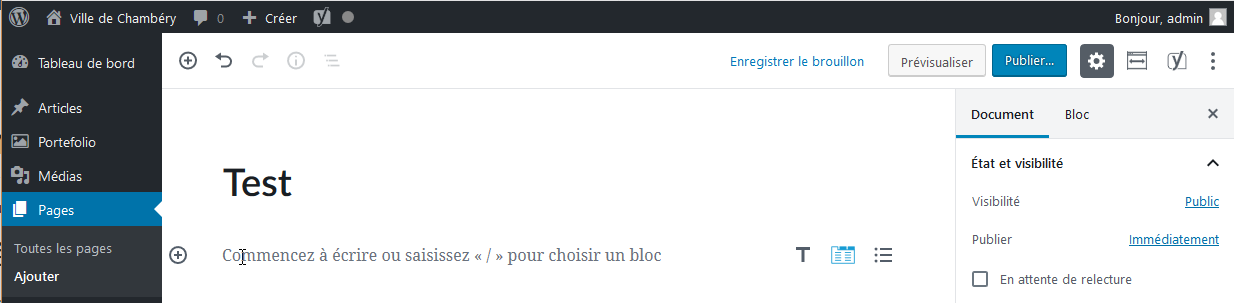 Ville de Chambéry 0 Créer Bonjour, admin
Tableau de bord
Articles
Portefolio
Médias
Pages
Toutes les pages
Ajouter
Enregistrer le brouillon Prévisualiser Publier...
Test
Commencez à écrire ou saisissez « / » pour choisir un bloc
Document Bloc
État et visibilité
Visibilité Public
Publier Immédiatement
En attente de relecture